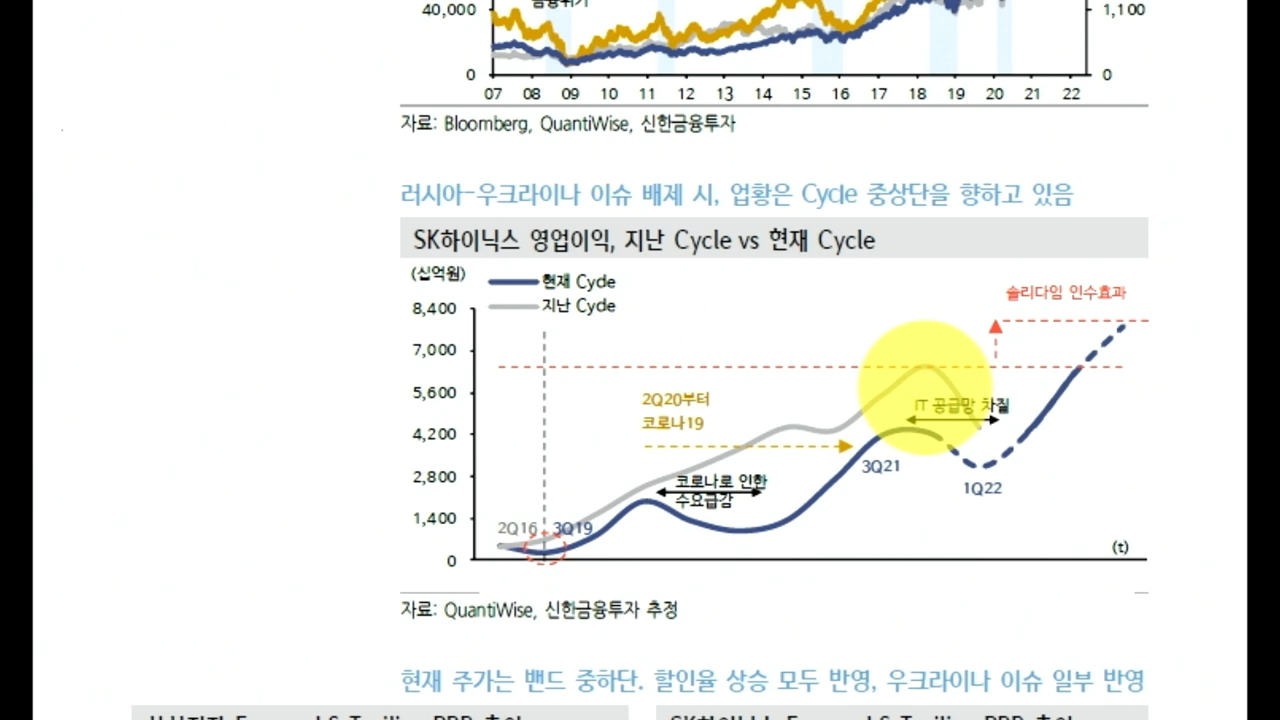 금융위기
40,000
1,100
0
0
07 08 09 10 11 12 13 14 15 16 17 18 19 20 21 22
자료: Bloomberg, QuantiWise, 신한금융투자
러시아-우크라이나 이슈 배제 시, 업황은 Cycle 중상단을 향하고 있음
SK하이닉스 영업이익, 지난 Cycle vs 현재 Cycle
(십억원)
현재 Cycle
지난 Cycle
솔리다임 인수효과
8,400
7,000
5,600
4,200
2,800
1,400
0
2Q20부터
코로나19
IT 공급망 차질
코로나로 인한
수요급감
3Q21
1Q22
2Q16
3Q19
(t)
자료: QuantiWise, 신한금융투자 추정
현재 주가는 밴드 중하단. 할인율 상승 모두 반영, 우크라이나 이슈 일부 반영